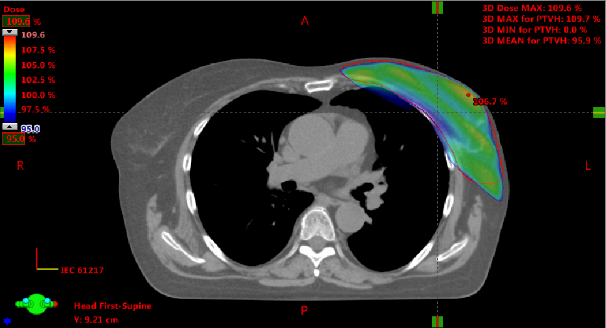 Dose
109.6 %
109.6
107.5 %
105.0 %
102.5 %
100.0 %
97.5 %
95.0
95.0 %
A
3D Dose MAX: 109.6 %
3D MAX for PTVH: 109.7 %
3D MIN for PTVH: 0.0 %
3D MEAN for PTVH: 95.9 %
106.7 %
R
L
IEC 61217
Head First-Supine
Y: 9.21 cm
P